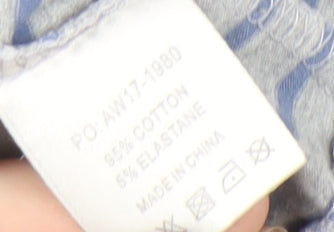 PO: AW17-1980
95% COTTON
5% ELASTANE
MADE IN CHINA